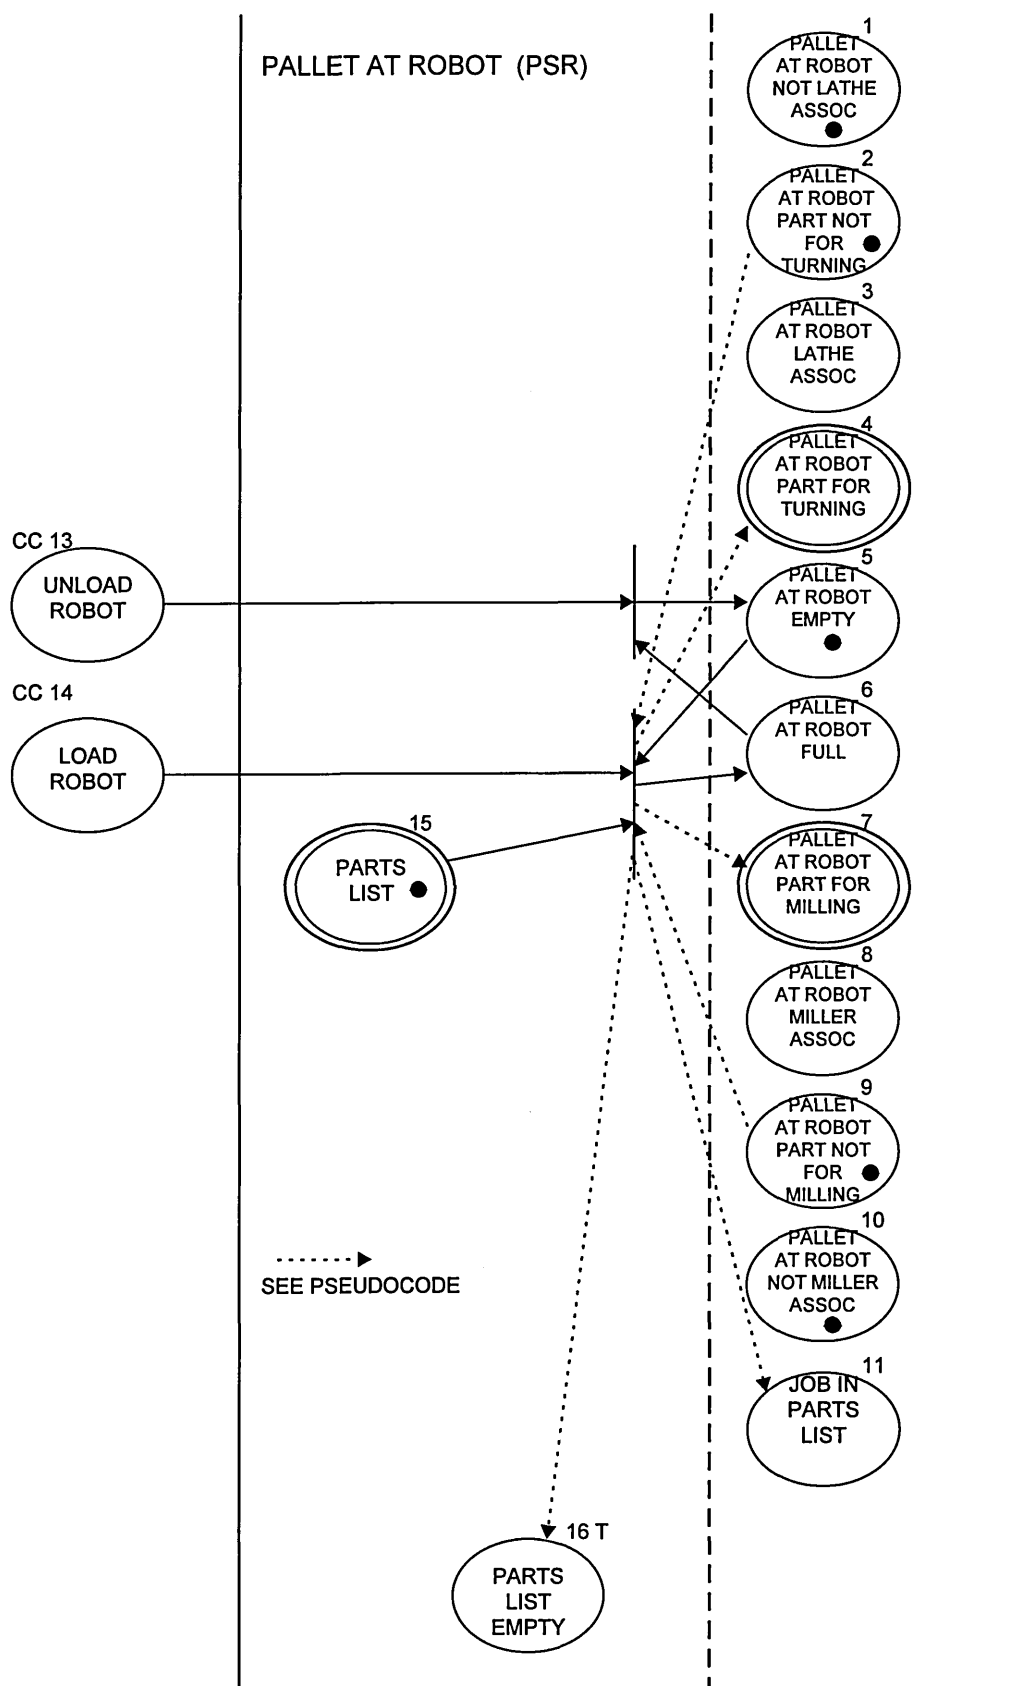 PALLET AT ROBOT (PSR)
1
PALLET
AT ROBOT
NOT LATHE
ASSOC
2
PALLET
AT ROBOT
PART NOT
FOR
TURNING
3
PALLET
AT ROBOT
LATHE
ASSOC
4
PALLET
AT ROBOT
PART FOR
TURNING
CC 13
UNLOAD
ROBOT
5
PALLET
AT ROBOT
EMPTY
CC 14
LOAD
ROBOT
6
PALLET
AT ROBOT
FULL
15
PARTS
LIST
7
PALLET
AT ROBOT
PART FOR
MILLING
8
PALLET
AT ROBOT
MILLER
ASSOC
9
PALLET
AT ROBOT
PART NOT
FOR
MILLING
10
PALLET
AT ROBOT
NOT MILLER
ASSOC
SEE PSEUDOCODE
11
JOB IN
PARTS
LIST
16 T
PARTS
LIST
EMPTY